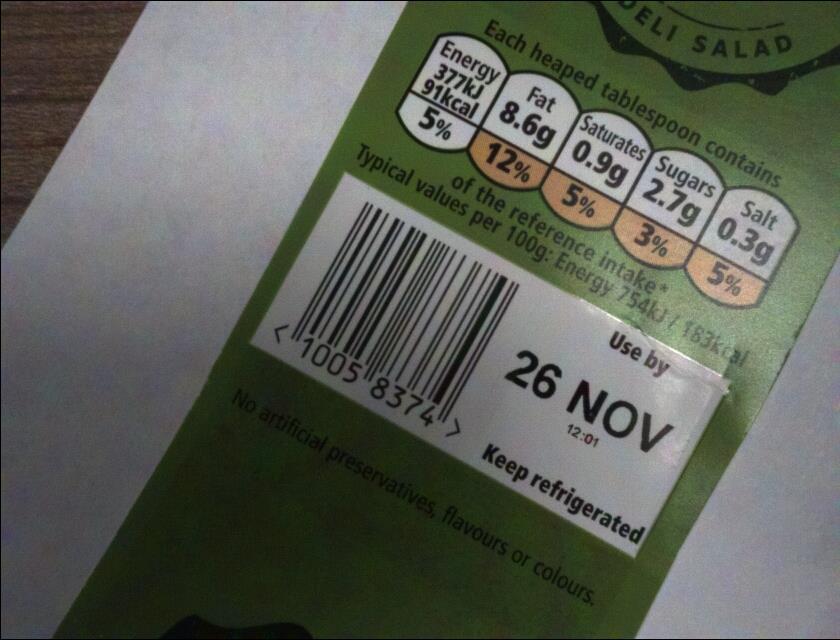 DELI SALAD
Each heaped tablespoon contains
Energy
377kJ
91kcal
5%
Fat
8.6g
12%
Saturates
0.9g
5%
Sugars
2.7g
3%
Salt
0.3g
5%
of the reference intake*
Typical values per 100g: Energy 754kJ / 183kcal
Use by
26 NOV
12:01
Keep refrigerated
< 1005 8374 >
No artificial preservatives, flavours or colours.